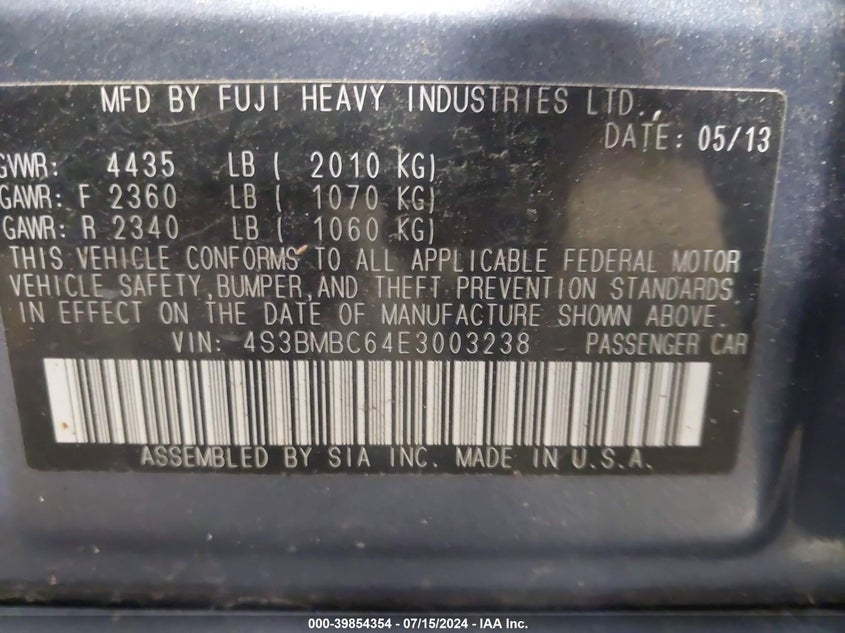 MFD BY FUJI HEAVY INDUSTRIES LTD.,
DATE: 05/13
GVWR: 4435 LB ( 2010 KG)
GAWR: F 2360 LB ( 1070 KG)
GAWR: R 2340 LB ( 1060 KG)
THIS VEHICLE CONFORMS TO ALL APPLICABLE FEDERAL MOTOR
VEHICLE SAFETY,BUMPER,AND THEFT PREVENTION STANDARDS
IN EFFECT ON THE DATE OF MANUFACTURE SHOWN ABOVE.
VIN: 4S3BMBC64E3003238 PASSENGER CAR
ASSEMBLED BY SIA INC. MADE IN U.S.A.
000-39854354 - 07/15/2024 - IAA Inc.